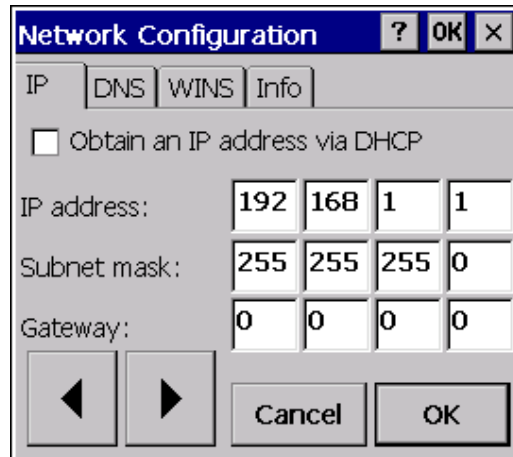 Network Configuration ? OK ×
IP DNS WINS Info
Obtain an IP address via DHCP
IP address: 192 168 1 1
Subnet mask: 255 255 255 0
Gateway: 0 0 0 0
Cancel OK